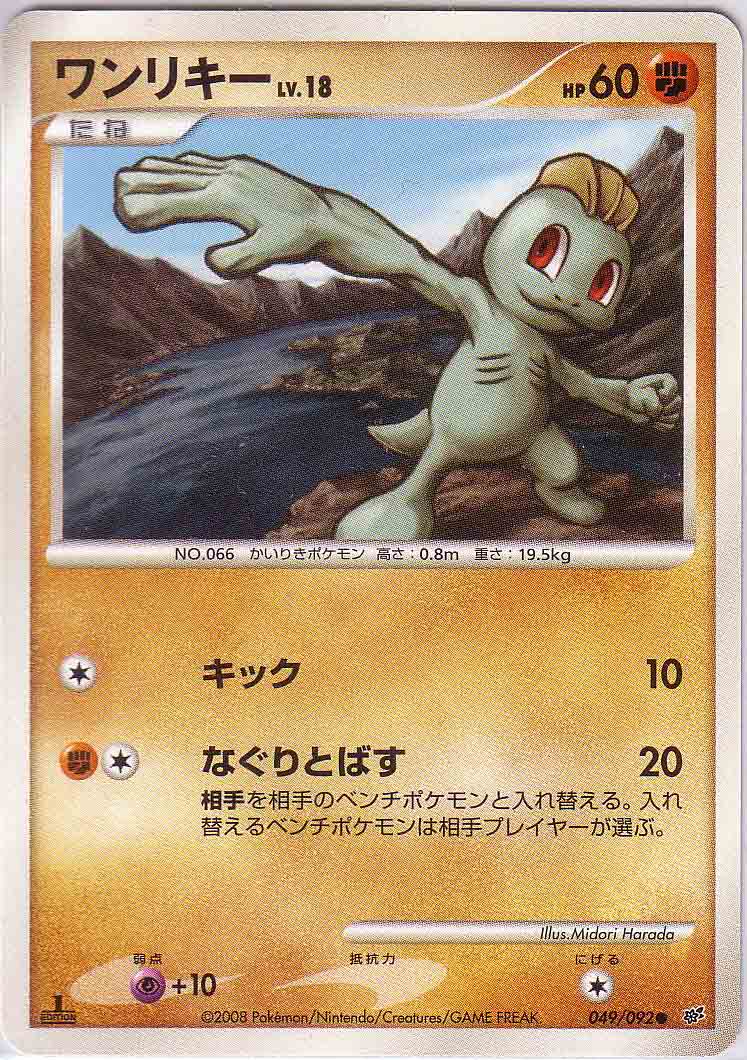 ワンリキー LV.18 HP 60
たね
NO.066 かいりきポケモン 高さ：0.8m 重さ：19.5kg
キック 10
なぐりとばす 20
相手を相手のベンチポケモンと入れ替える。入れ
替えるベンチポケモンは相手プレイヤーが選ぶ。
Illus.Midori Harada
弱点 抵抗力 にげる
+10
1 EDITION
©2008 Pokémon/Nintendo/Creatures/GAME FREAK.
049/092